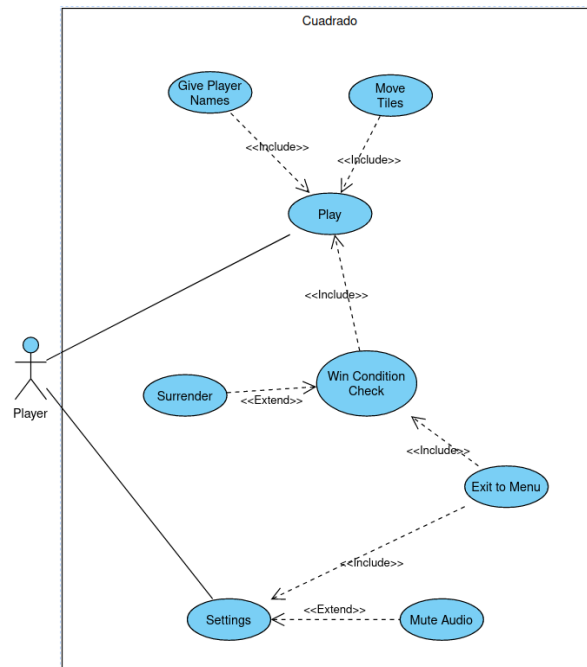 Cuadrado
Give Player
Names
Move
Tiles
<<Include>>
<<Include>>
Play
<<Include>>
Player
Surrender
<<Extend>>
Win Condition
Check
<<Include>>
Exit to Menu
<<Include>>
Settings
<<Extend>>
Mute Audio